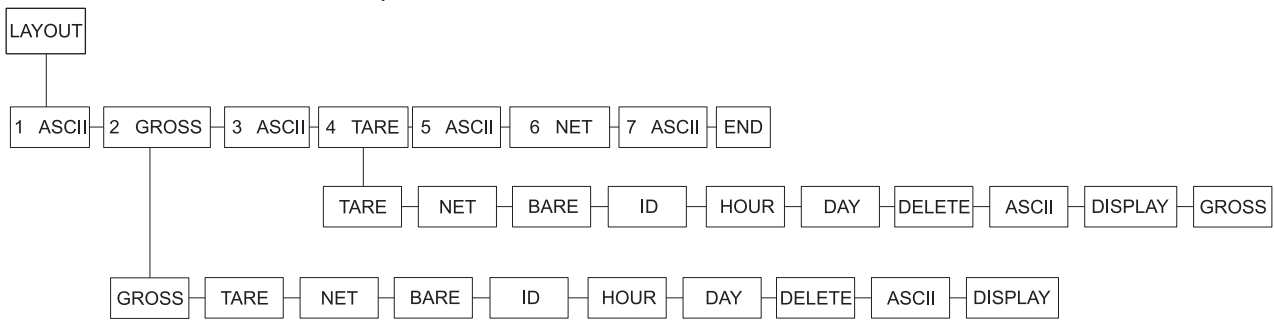 LAYOUT
1 ASCII 2 GROSS 3 ASCII 4 TARE 5 ASCII 6 NET 7 ASCII END
TARE NET BARE ID HOUR DAY DELETE ASCII DISPLAY GROSS
GROSS TARE NET BARE ID HOUR DAY DELETE ASCII DISPLAY